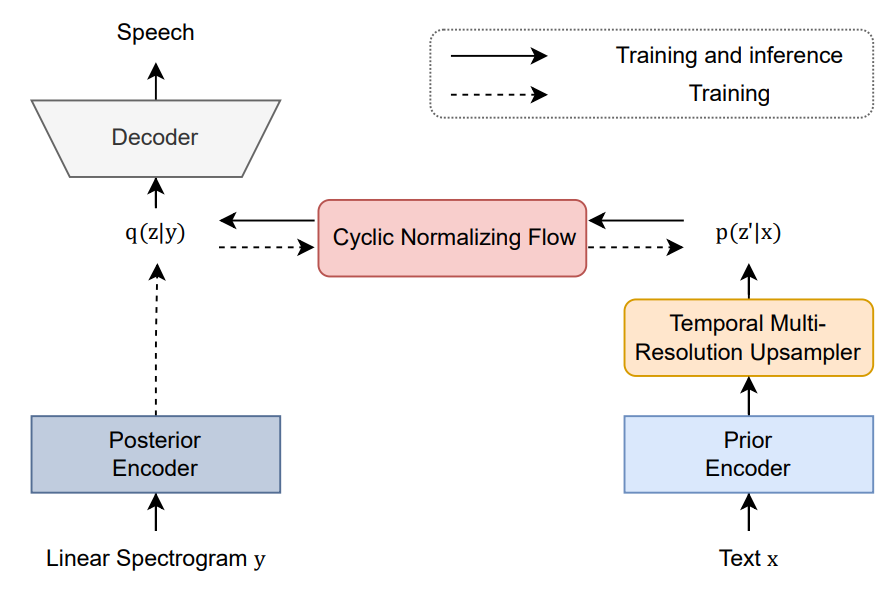 Speech
Training and inference
Training
Decoder
q(z|y)
Cyclic Normalizing Flow
p(z'|x)
Temporal Multi-
Resolution Upsampler
Posterior
Encoder
Prior
Encoder
Linear Spectrogram y
Text x